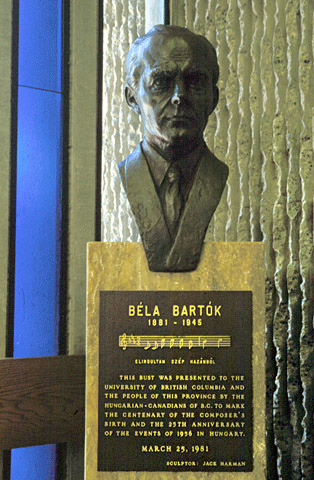 BÉLA BARTÓK
1881 - 1945
ELINDULTAM SZÉP HAZÁMBÓL
THIS BUST WAS PRESENTED TO THE
UNIVERSITY OF BRITISH COLUMBIA AND
THE PEOPLE OF THIS PROVINCE BY THE
HUNGARIAN-CANADIANS OF B.C. TO MARK
THE CENTENARY OF THE COMPOSER'S
BIRTH AND THE 25TH ANNIVERSARY
OF THE EVENTS OF 1956 IN HUNGARY.
MARCH 25, 1981
SCULPTOR: JACK HARMAN